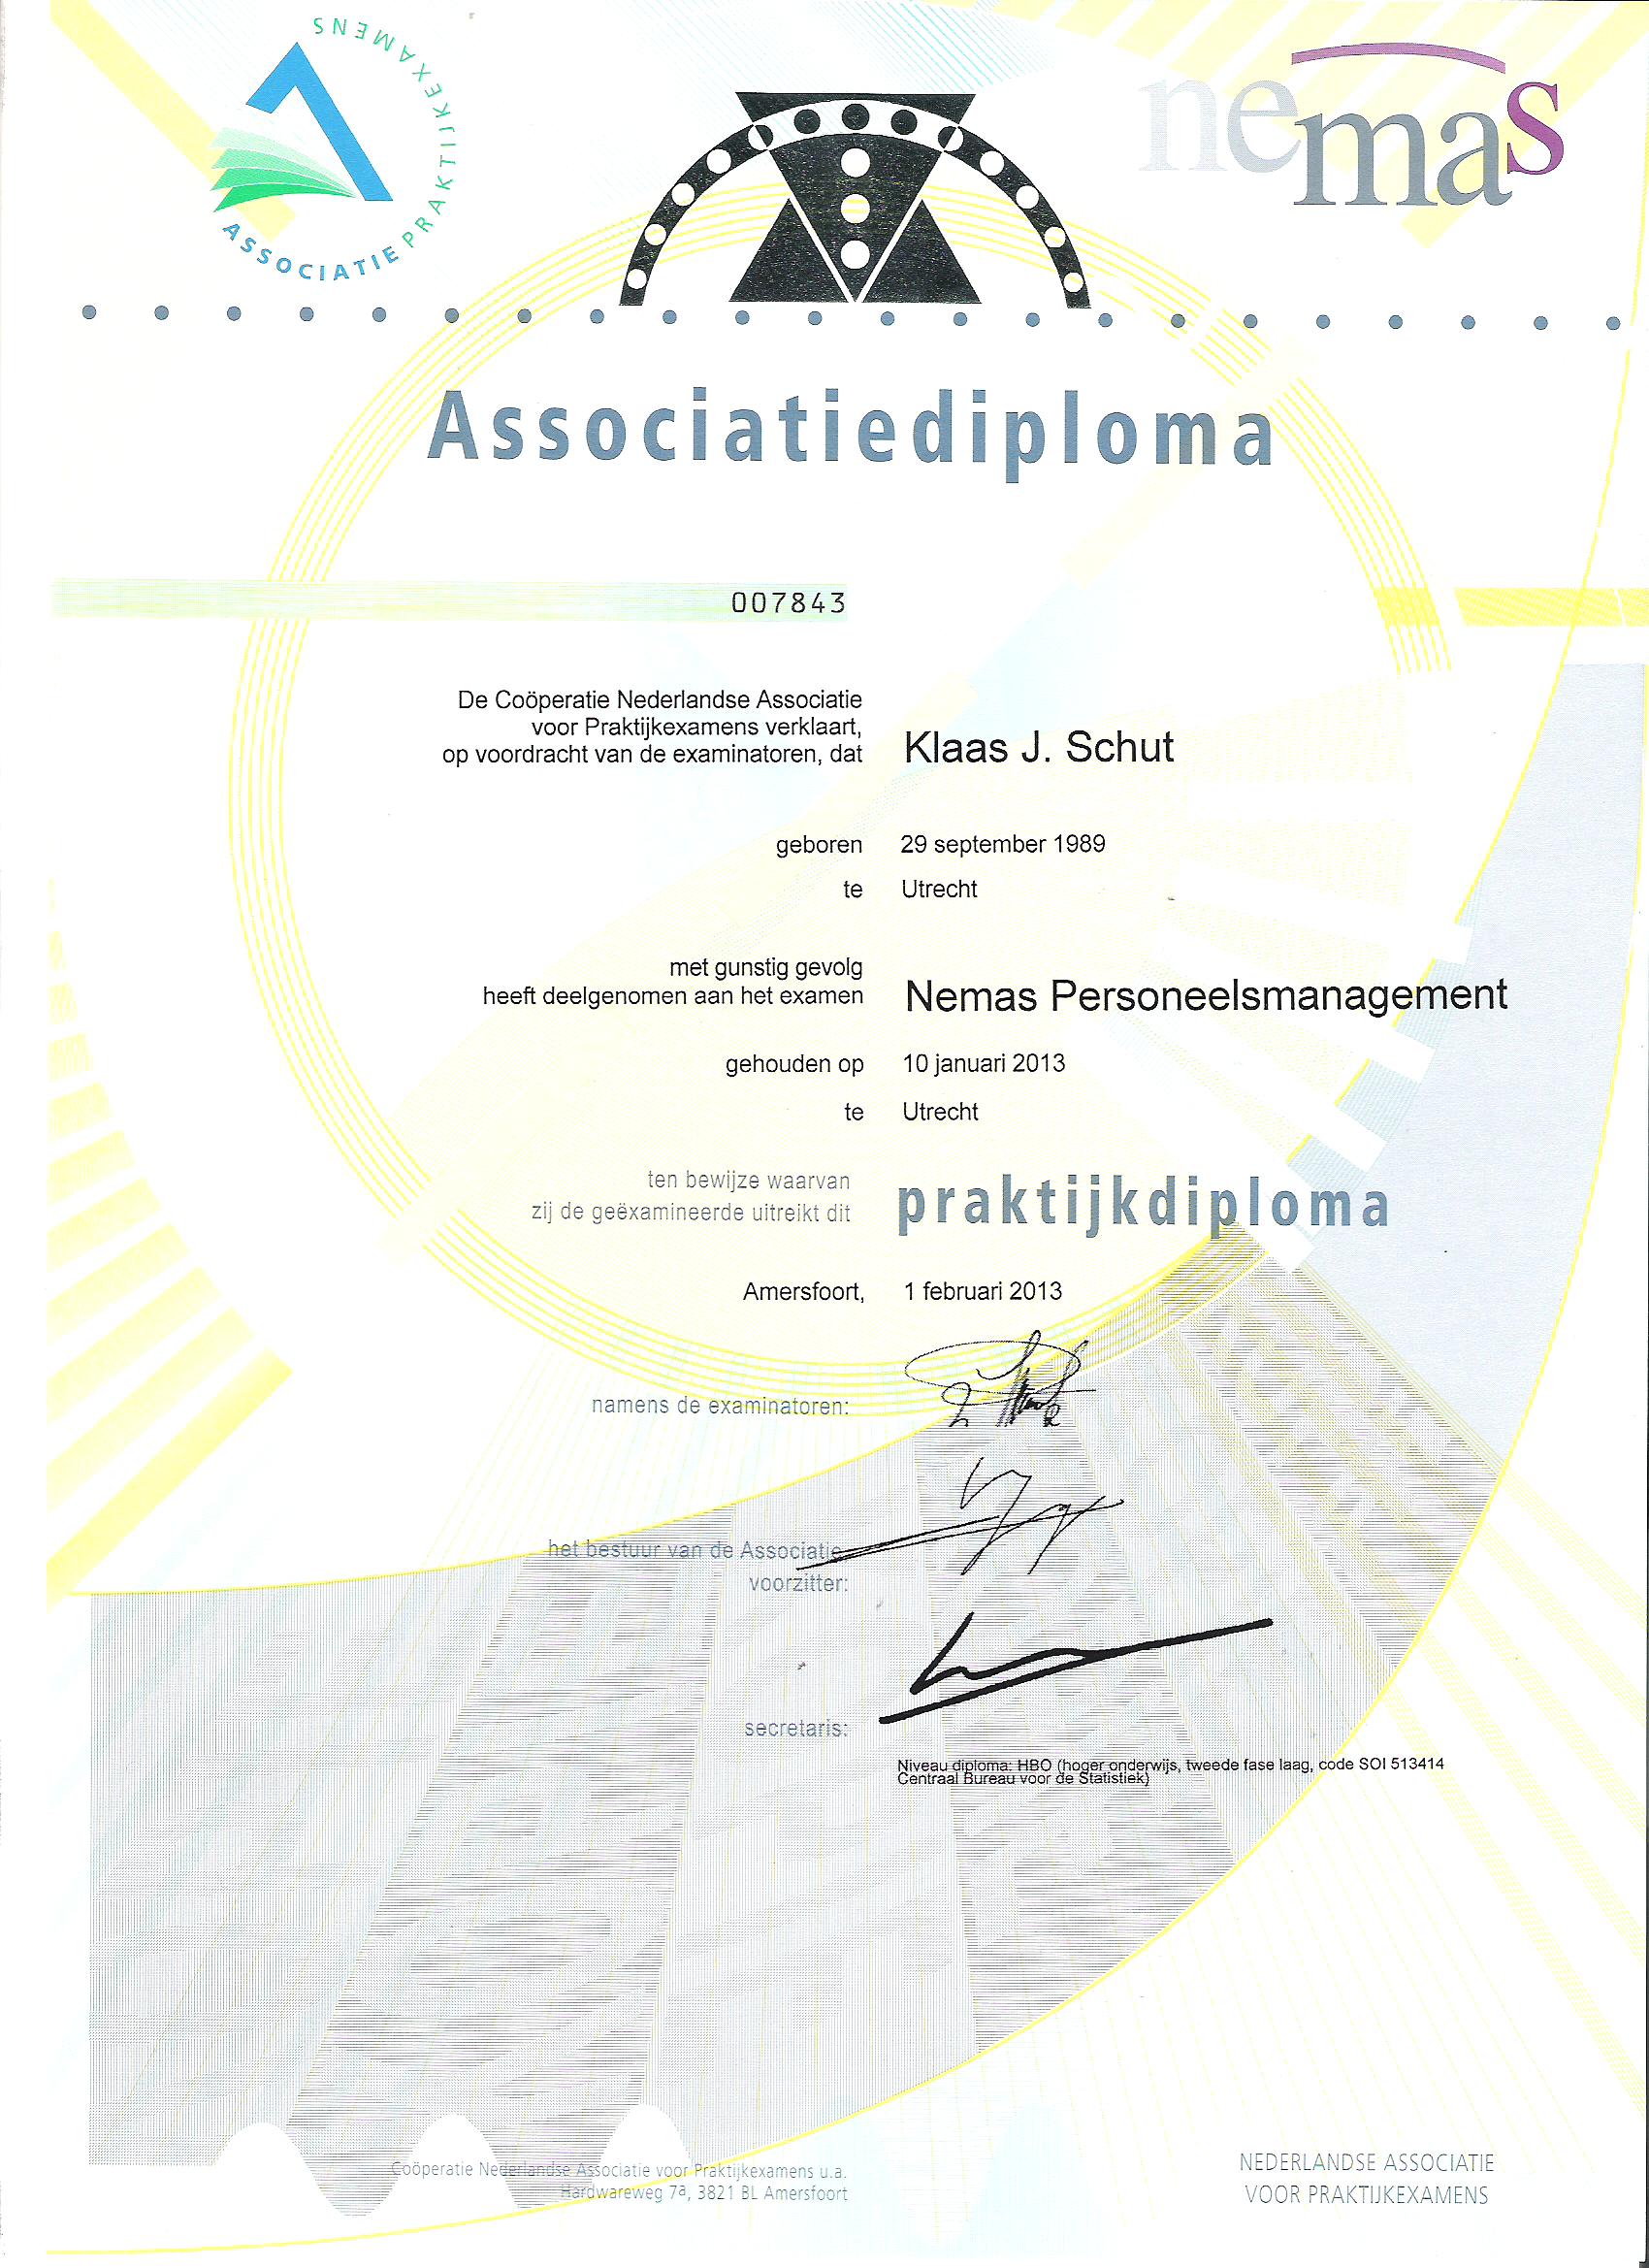 ASSOCIATIE PRAKTIJKEXAMENS
nemas
Associatiediploma
007843
De Coöperatie Nederlandse Associatie
voor Praktijkexamens verklaart,
op voordracht van de examinatoren, dat
Klaas J. Schut
geboren 29 september 1989
te Utrecht
met gunstig gevolg
heeft deelgenomen aan het examen
Nemas Personeelsmanagement
gehouden op 10 januari 2013
te Utrecht
ten bewijze waarvan
zij de geëxamineerde uitreikt dit
praktijkdiploma
Amersfoort, 1 februari 2013
namens de examinatoren:
het bestuur van de Associatie
voorzitter:
secretaris:
Niveau diploma: HBO (hoger onderwijs, tweede fase laag, code SOI 513414
Centraal Bureau voor de Statistiek)
Coöperatie Nederlandse Associatie voor Praktijkexamens u.a.
Hardwareweg 7a, 3821 BL Amersfoort
NEDERLANDSE ASSOCIATIE
VOOR PRAKTIJKEXAMENS